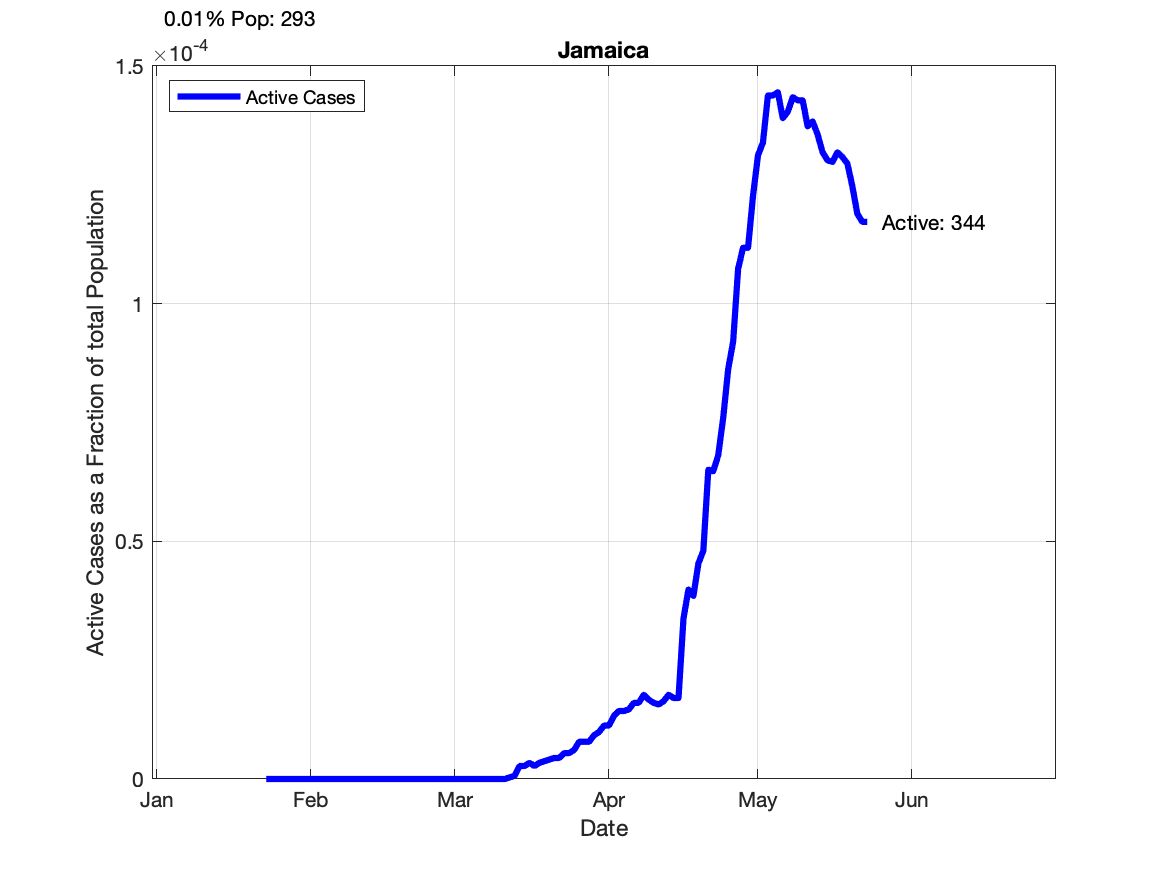 0.01% Pop: 293
×10⁻⁴
Jamaica
1.5
Active Cases
Active: 344
1
0.5
0
Active Cases as a Fraction of total Population
Jan Feb Mar Apr May Jun
Date